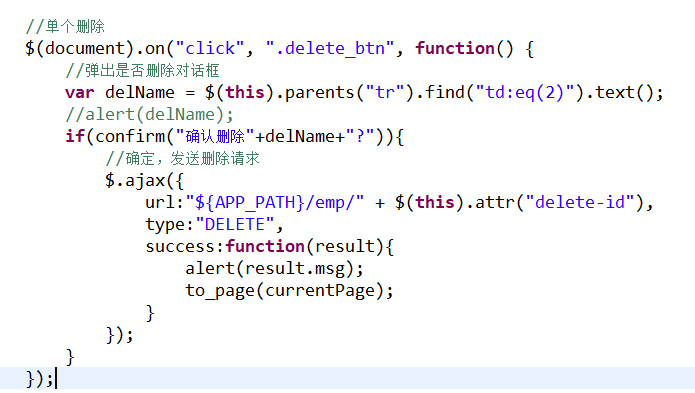 //单个删除
$(document).on("click", ".delete_btn", function() {
    //弹出是否删除对话框
    var delName = $(this).parents("tr").find("td:eq(2)").text();
    //alert(delName);
    if(confirm("确认删除"+delName+"?")){
        //确定，发送删除请求
        $.ajax({
            url:"${APP_PATH}/emp/" + $(this).attr("delete-id"),
            type:"DELETE",
            success:function(result){
                alert(result.msg);
                to_page(currentPage);
            }
        });
    }
});